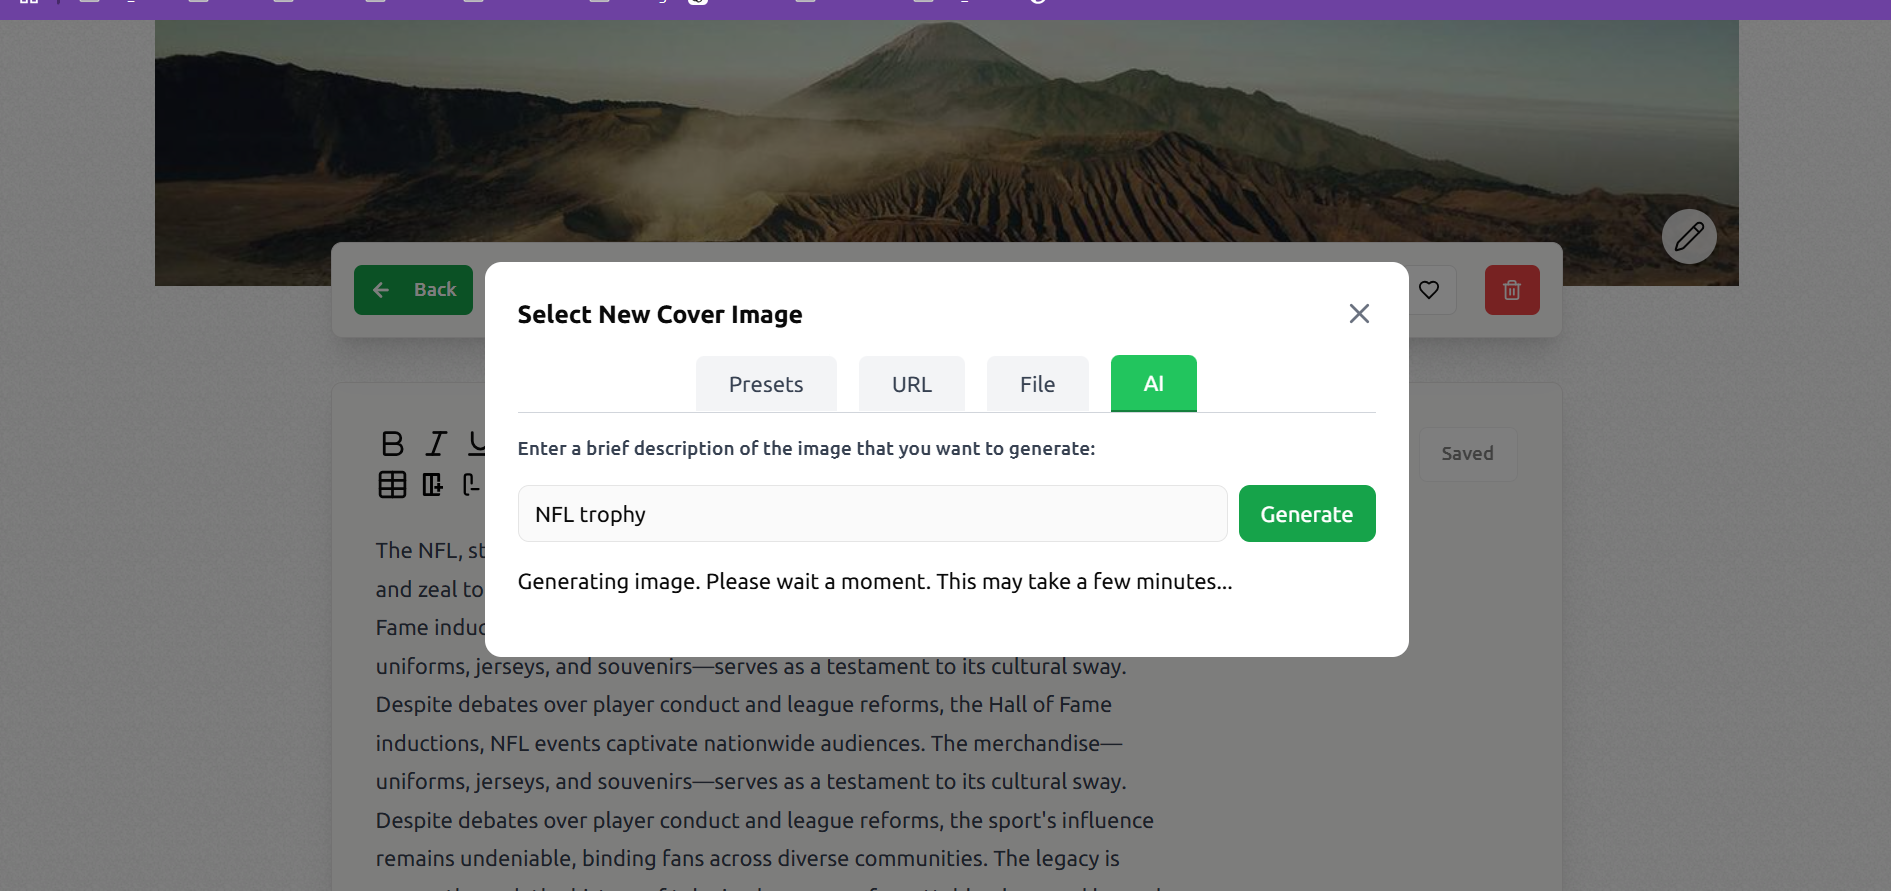 Back
Select New Cover Image
Presets
URL
File
AI
Enter a brief description of the image that you want to generate:
NFL trophy
Generate
Generating image. Please wait a moment. This may take a few minutes...
Saved
The NFL,
and zeal to
Fame
uniforms, jerseys, and souvenirs—serves as a testament to its cultural sway.
Despite debates over player conduct and league reforms, the Hall of Fame
inductions, NFL events captivate nationwide audiences. The merchandise—
uniforms, jerseys, and souvenirs—serves as a testament to its cultural sway.
Despite debates over player conduct and league reforms, the sport's influence
remains undeniable, binding fans across diverse communities. The legacy is